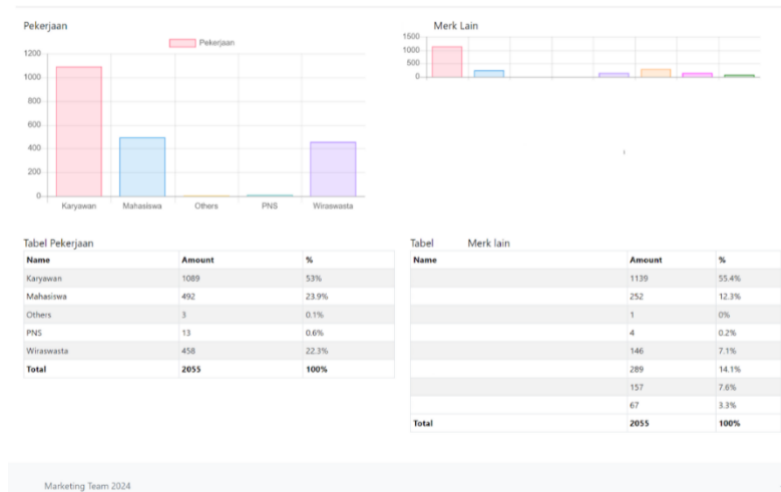 Pekerjaan
Pekerjaan
1200
1000
800
600
400
200
0
Karyawan Mahasiswa Others PNS Wiraswasta
Merk Lain
1500
1000
500
0
Tabel Pekerjaan
Name Amount %
Karyawan 1089 53%
Mahasiswa 492 23.9%
Others 3 0.1%
PNS 13 0.6%
Wiraswasta 458 22.3%
Total 2055 100%
Tabel Merk lain
Name Amount %
1139 55.4%
252 12.3%
1 0%
4 0.2%
146 7.1%
289 14.1%
157 7.6%
67 3.3%
Total 2055 100%
Marketing Team 2024